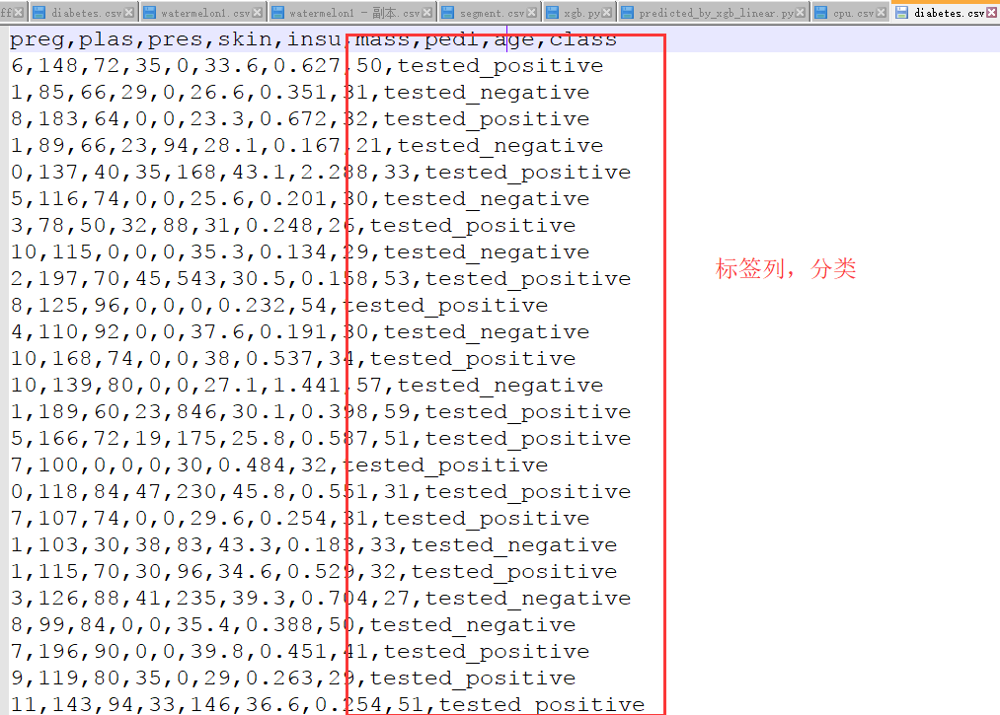 diabetes.csv watermelon1.csv watermelon1 - 副本.csv segment.csv xgb.py predicted_by_xgb_linear.py cpu.csv diabetes.csv
preg,plas,pres,skin,insu,mass,pedi,age,class
6,148,72,35,0,33.6,0.627,50,tested_positive
1,85,66,29,0,26.6,0.351,31,tested_negative
8,183,64,0,0,23.3,0.672,32,tested_positive
1,89,66,23,94,28.1,0.167,21,tested_negative
0,137,40,35,168,43.1,2.288,33,tested_positive
5,116,74,0,0,25.6,0.201,30,tested_negative
3,78,50,32,88,31,0.248,26,tested_positive
10,115,0,0,0,35.3,0.134,29,tested_negative
2,197,70,45,543,30.5,0.158,53,tested_positive
8,125,96,0,0,0,0.232,54,tested_positive
4,110,92,0,0,37.6,0.191,30,tested_negative
10,168,74,0,0,38,0.537,34,tested_positive
10,139,80,0,0,27.1,1.441,57,tested_negative
1,189,60,23,846,30.1,0.398,59,tested_positive
5,166,72,19,175,25.8,0.587,51,tested_positive
7,100,0,0,0,30,0.484,32,tested_positive
0,118,84,47,230,45.8,0.551,31,tested_positive
7,107,74,0,0,29.6,0.254,31,tested_positive
1,103,30,38,83,43.3,0.183,33,tested_negative
1,115,70,30,96,34.6,0.529,32,tested_positive
3,126,88,41,235,39.3,0.704,27,tested_negative
8,99,84,0,0,35.4,0.388,50,tested_negative
7,196,90,0,0,39.8,0.451,41,tested_positive
9,119,80,35,0,29,0.263,29,tested_positive
11,143,94,33,146,36.6,0.254,51,tested_positive
标签列，分类